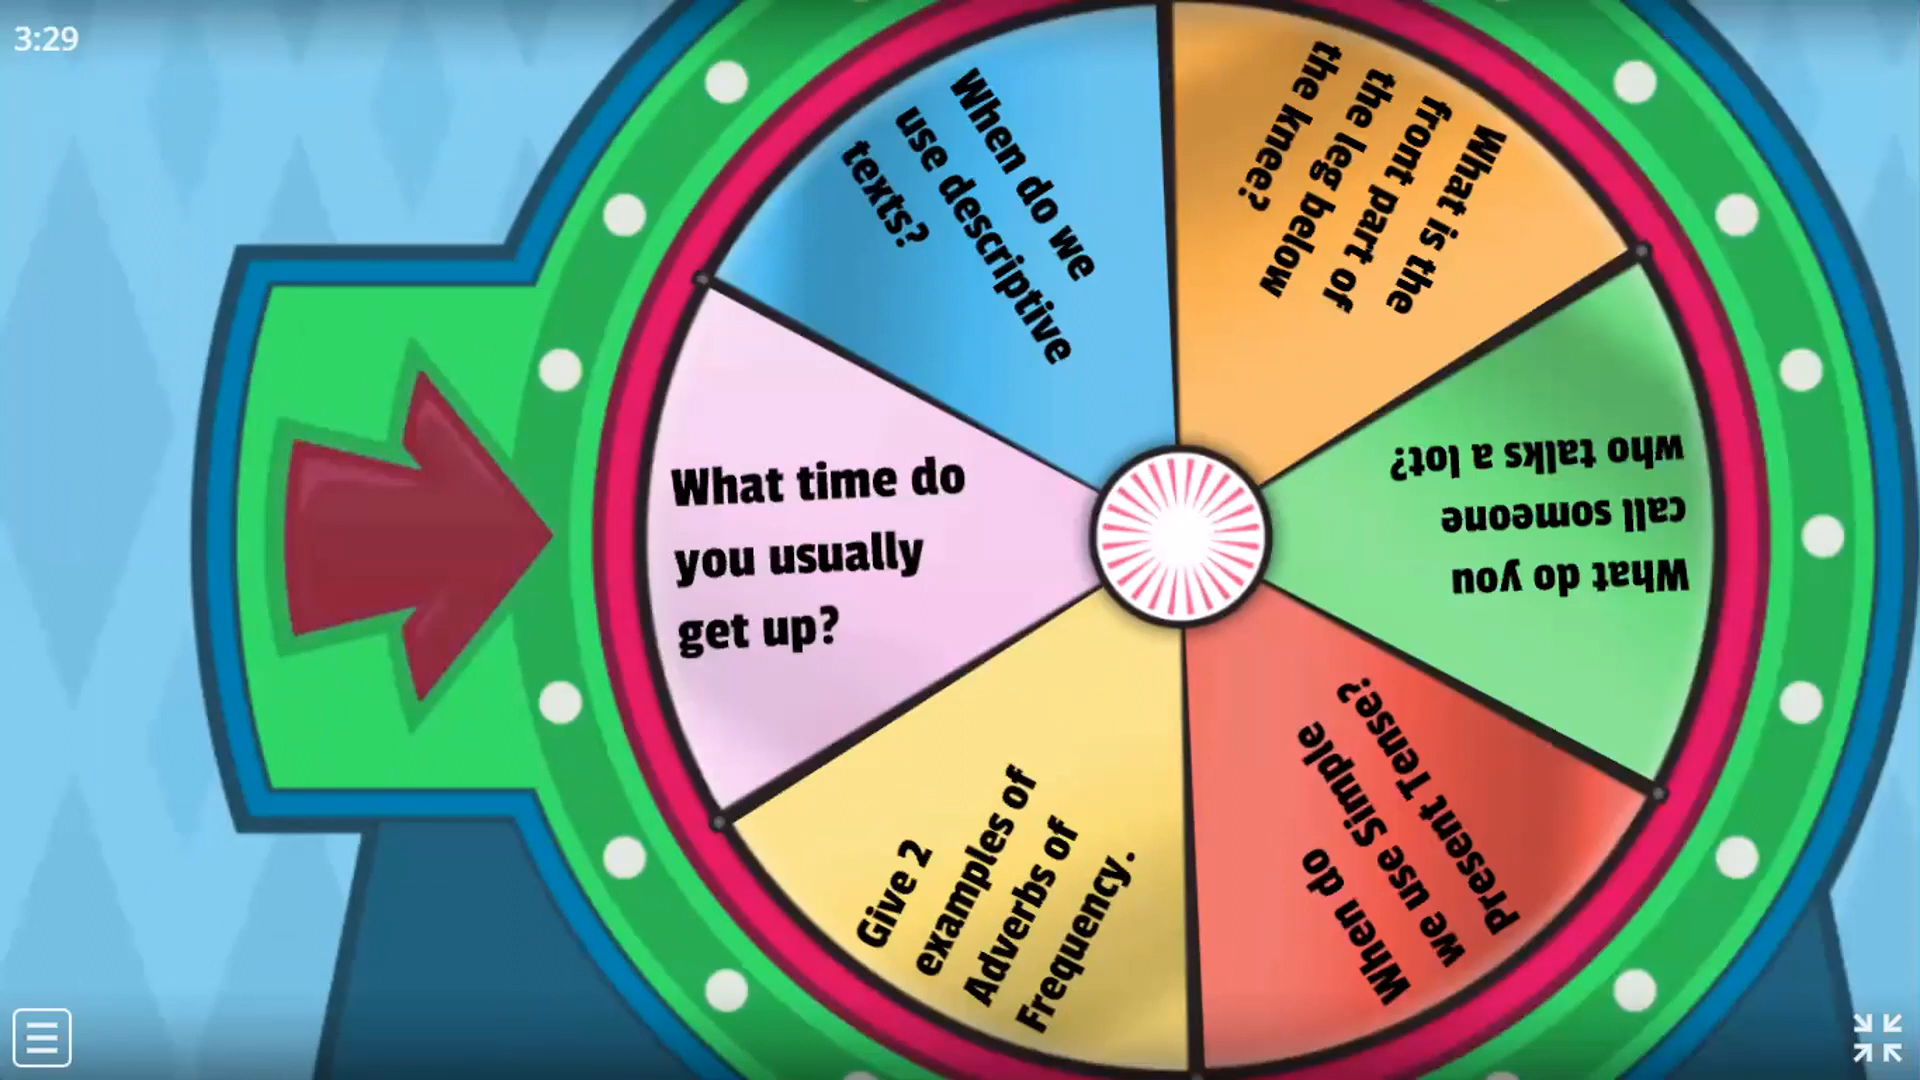 3:29
When do we
use descriptive
texts?
What is the
front part of
the leg below
the knee?
What time do
you usually
get up?
What do you
call someone
who talks a lot?
Give 2
examples of
Adverbs of
Frequency.
When do
we use Simple
Present Tense?